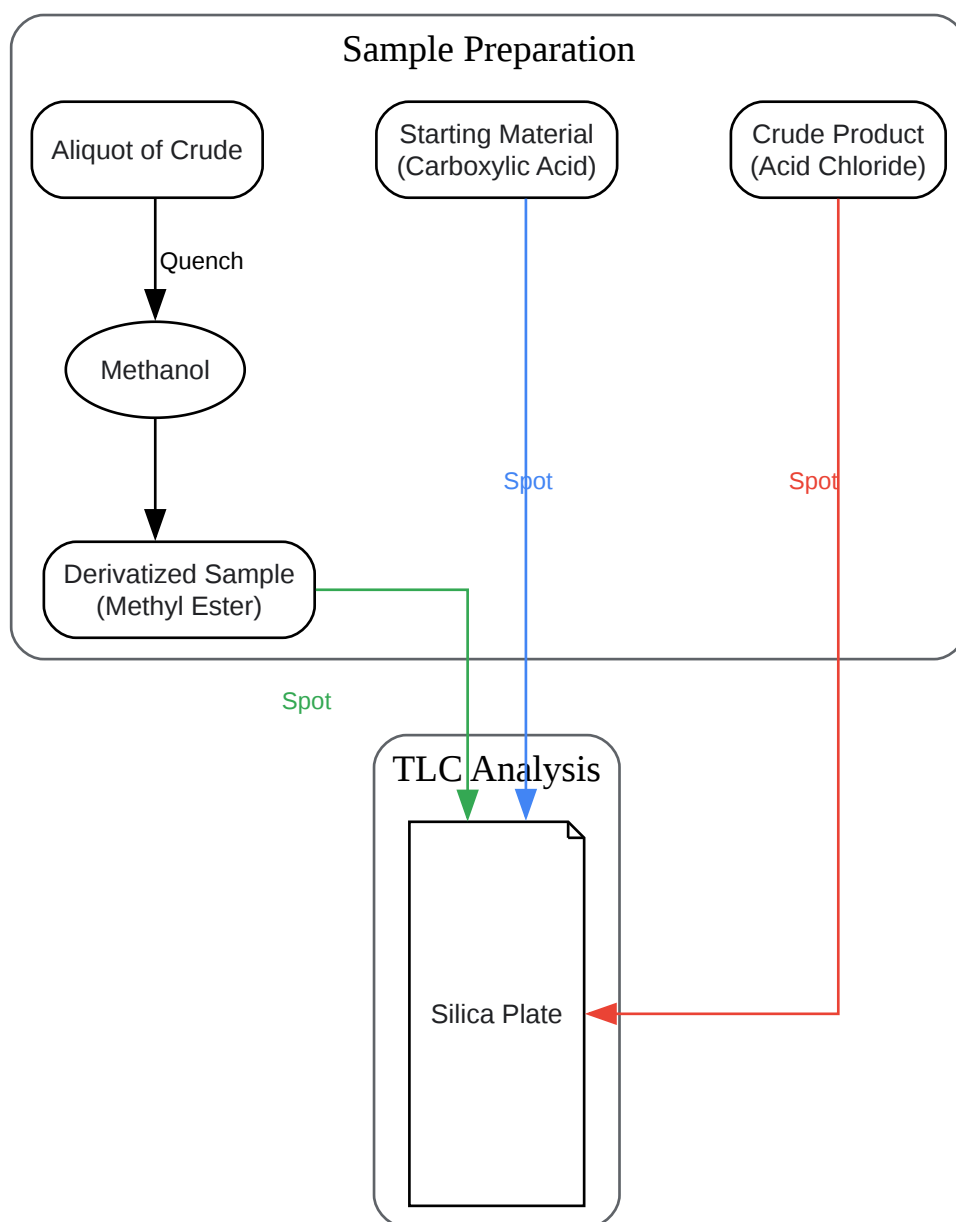 Sample Preparation
Aliquot of Crude
Starting Material
(Carboxylic Acid)
Crude Product
(Acid Chloride)
Quench
Methanol
Spot
Spot
Derivatized Sample
(Methyl Ester)
Spot
TLC Analysis
Silica Plate